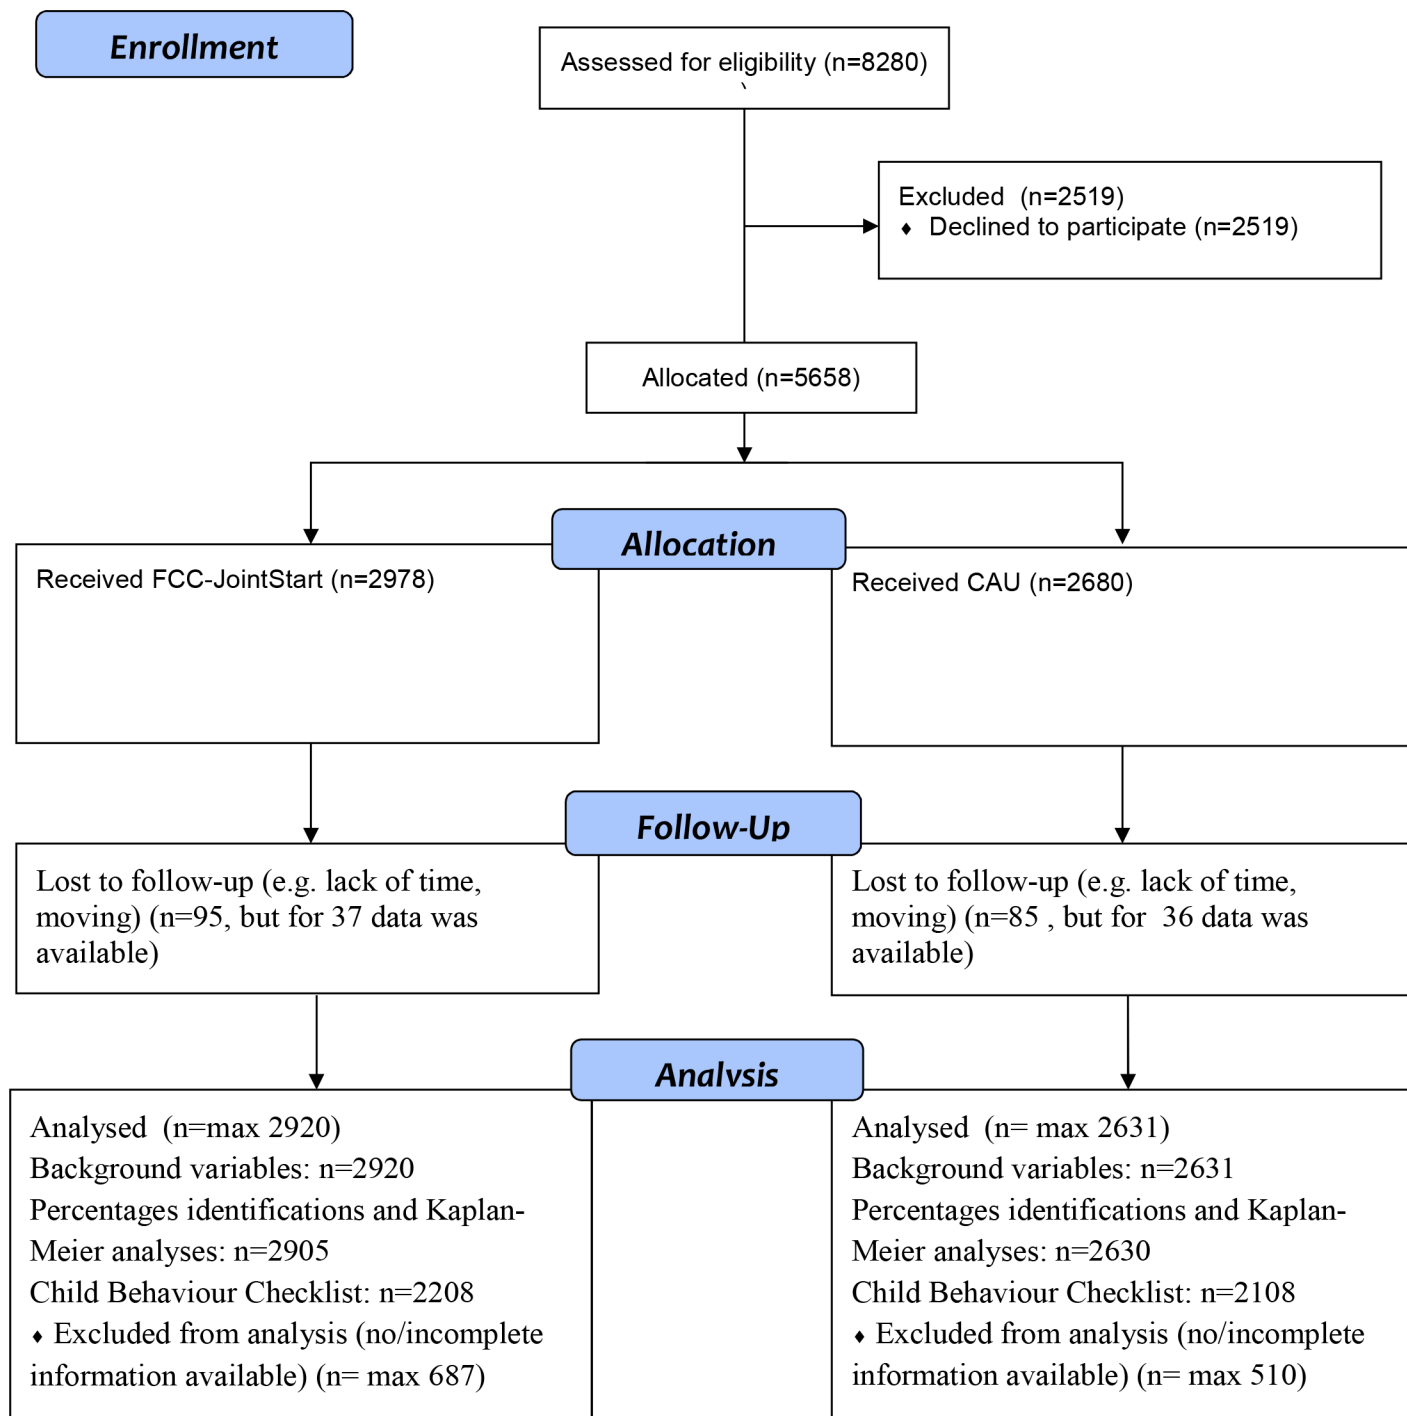 Enrollment
Assessed for eligibility (n=8280)
Excluded  (n=2519)
♦ Declined to participate (n=2519)
Allocated (n=5658)
Allocation
Received FCC-JointStart (n=2978)
Received CAU (n=2680)
Follow-Up
Lost to follow-up (e.g. lack of time,
moving) (n=95, but for 37 data was
available)
Lost to follow-up (e.g. lack of time,
moving) (n=85 , but for  36 data was
available)
Analysis
Analysed  (n=max 2920)
Background variables: n=2920
Percentages identifications and Kaplan-
Meier analyses: n=2905
Child Behaviour Checklist: n=2208
♦ Excluded from analysis (no/incomplete
information available) (n= max 687)
Analysed  (n= max 2631)
Background variables: n=2631
Percentages identifications and Kaplan-
Meier analyses: n=2630
Child Behaviour Checklist: n=2108
♦ Excluded from analysis (no/incomplete
information available) (n= max 510)